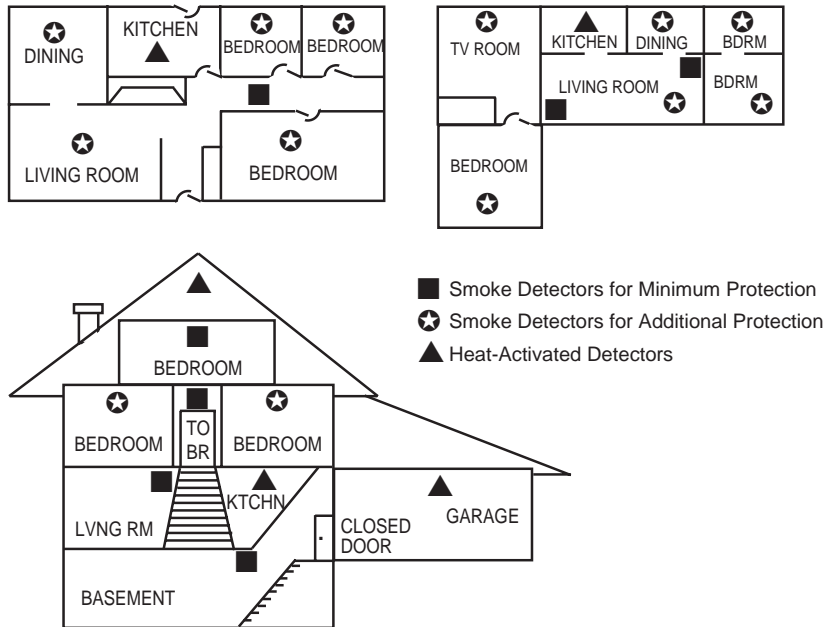 DINING
KITCHEN
BEDROOM
BEDROOM
LIVING ROOM
BEDROOM
TV ROOM
KITCHEN
DINING
BDRM
LIVING ROOM
BDRM
BEDROOM
Smoke Detectors for Minimum Protection
Smoke Detectors for Additional Protection
Heat-Activated Detectors
BEDROOM
BEDROOM
TO
BR
BEDROOM
LVNG RM
KTCHN
CLOSED
DOOR
GARAGE
BASEMENT